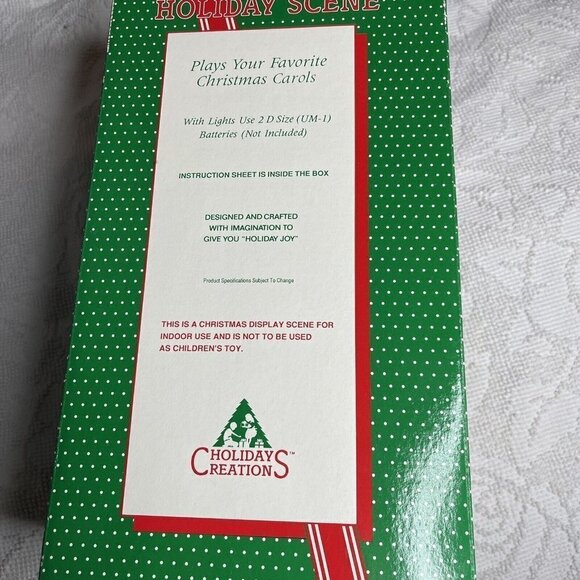 HOLIDAY SCENE
Plays Your Favorite
Christmas Carols
With Lights Use 2 D Size (UM-1)
Batteries (Not Included)
INSTRUCTION SHEET IS INSIDE THE BOX
DESIGNED AND CRAFTED
WITH IMAGINATION TO
GIVE YOU "HOLIDAY JOY"
Product Specifications Subject To Change
THIS IS A CHRISTMAS DISPLAY SCENE FOR
INDOOR USE AND IS NOT TO BE USED
AS CHILDREN'S TOY.
HOLIDAY
CREATIONS™